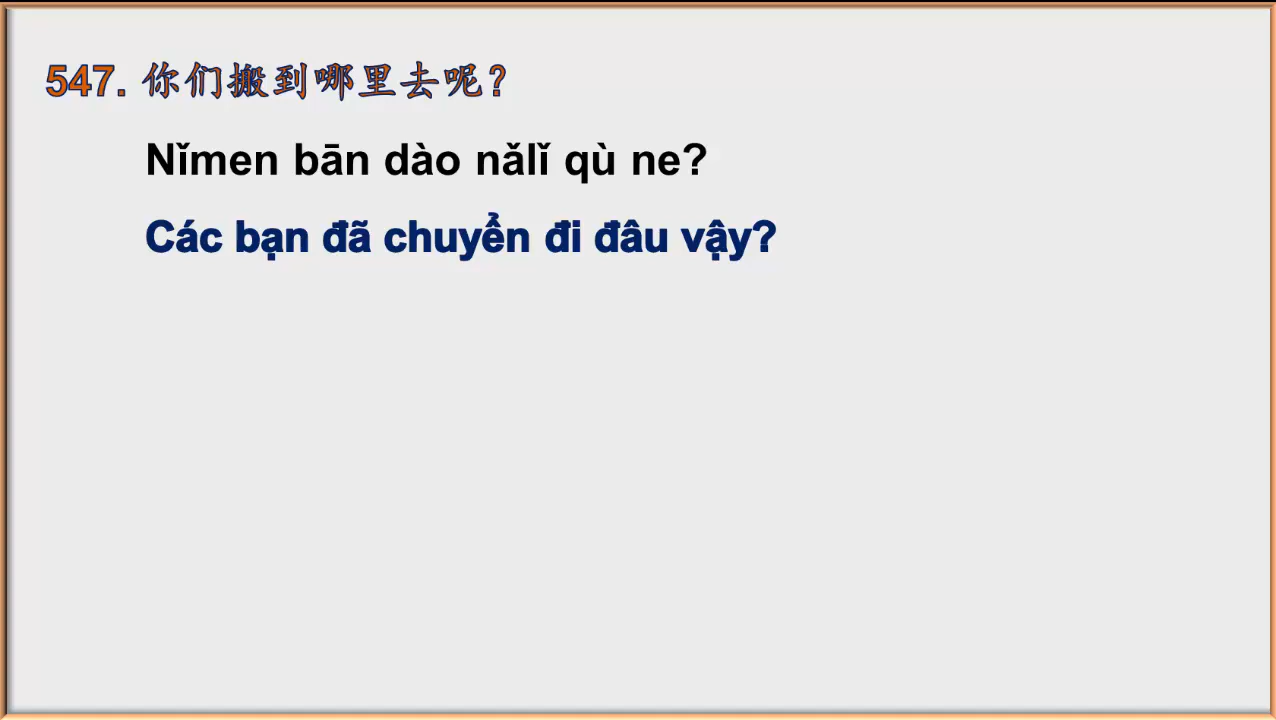 547. 你们搬到哪里去呢？
Nǐmen bān dào nǎlǐ qù ne?
Các bạn đã chuyển đi đâu vậy?